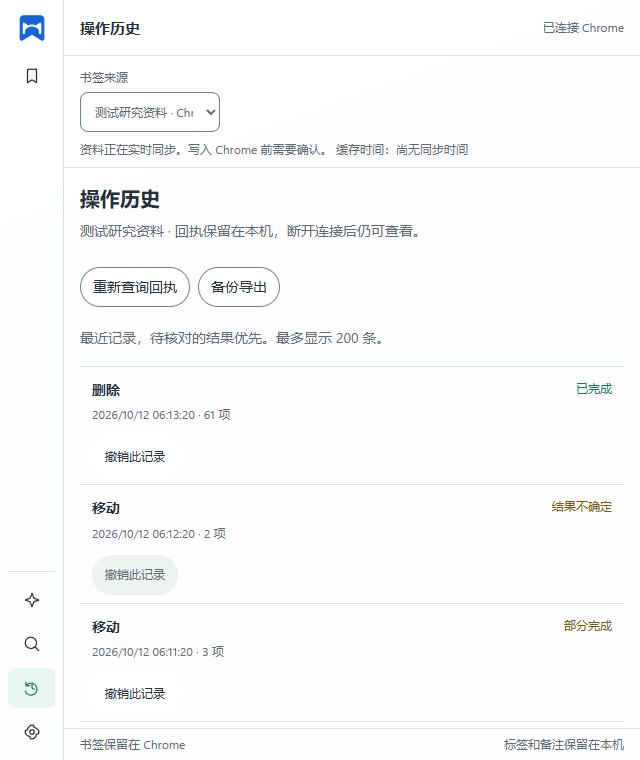 操作历史
已连接 Chrome
书签来源
测试研究资料 · Chr
资料正在实时同步。写入 Chrome 前需要确认。 缓存时间：尚无同步时间
操作历史
测试研究资料 · 回执保留在本机，断开连接后仍可查看。
重新查询回执
备份导出
最近记录，待核对的结果优先。最多显示 200 条。
删除
已完成
2026/10/12 06:13:20 · 61 项
撤销此记录
移动
结果不确定
2026/10/12 06:12:20 · 2 项
撤销此记录
移动
部分完成
2026/10/12 06:11:20 · 3 项
撤销此记录
书签保留在 Chrome
标签和备注保留在本机